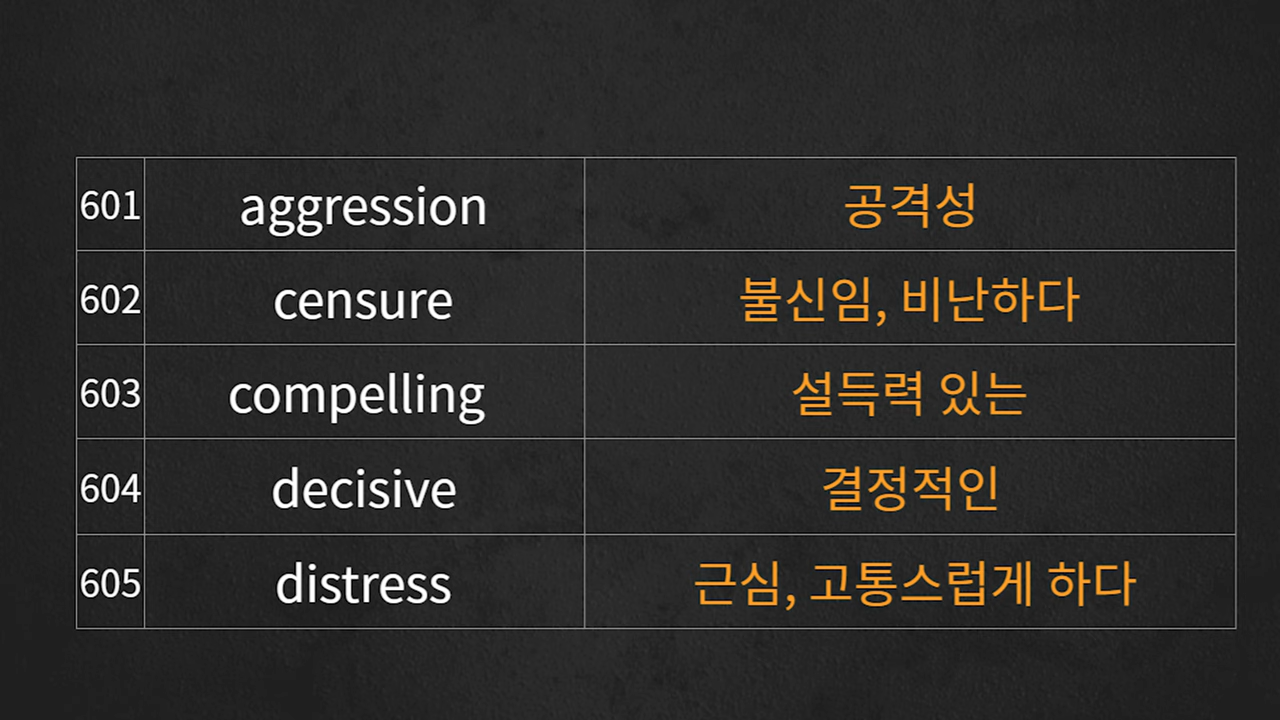 601 aggression 공격성
602 censure 불신임, 비난하다
603 compelling 설득력 있는
604 decisive 결정적인
605 distress 근심, 고통스럽게 하다